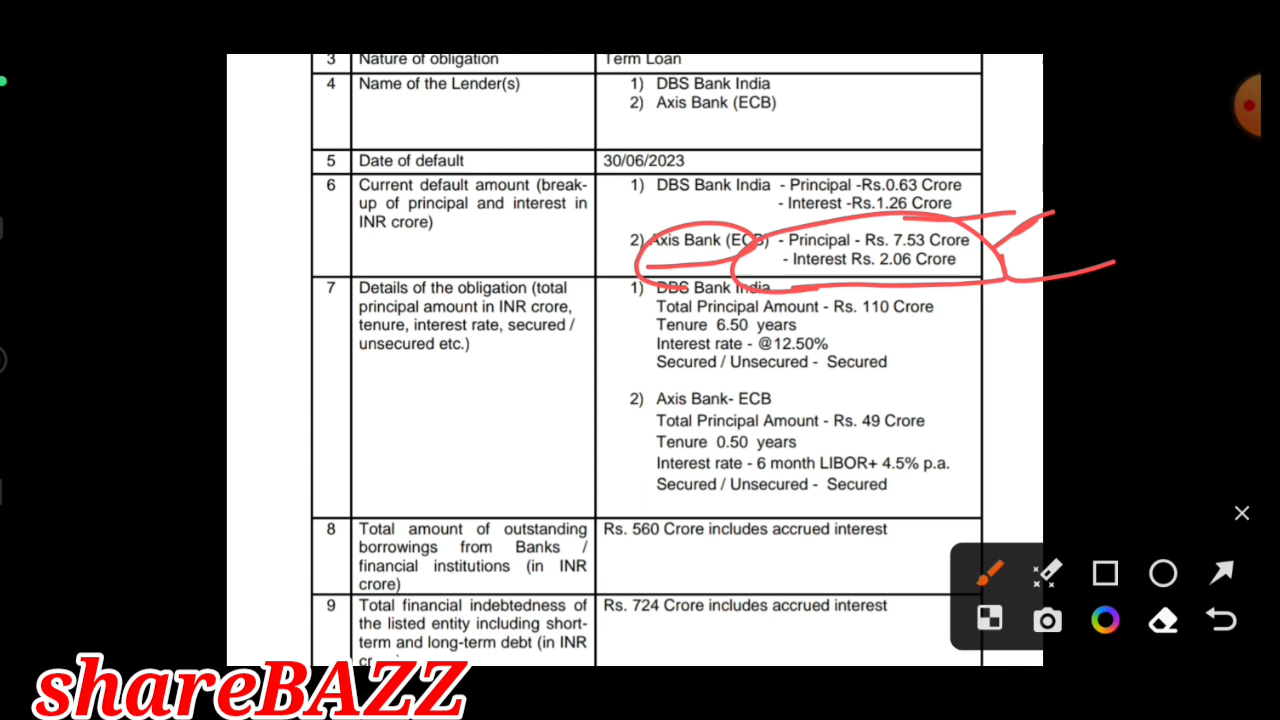 3 Nature of obligation Term Loan
4 Name of the Lender(s) 1) DBS Bank India
2) Axis Bank (ECB)
5 Date of default 30/06/2023
6 Current default amount (break- 1) DBS Bank India - Principal -Rs.0.63 Crore
up of principal and interest in - Interest -Rs.1.26 Crore
INR crore)
2) Axis Bank (ECB) - Principal - Rs. 7.53 Crore
- Interest Rs. 2.06 Crore
7 Details of the obligation (total 1) DBS Bank India
principal amount in INR crore, Total Principal Amount - Rs. 110 Crore
tenure, interest rate, secured / Tenure 6.50 years
unsecured etc.) Interest rate - @12.50%
Secured / Unsecured - Secured
2) Axis Bank- ECB
Total Principal Amount - Rs. 49 Crore
Tenure 0.50 years
Interest rate - 6 month LIBOR+ 4.5% p.a.
Secured / Unsecured - Secured
8 Total amount of outstanding Rs. 560 Crore includes accrued interest
borrowings from Banks /
financial institutions (in INR
crore)
9 Total financial indebtedness of Rs. 724 Crore includes accrued interest
the listed entity including short-
term and long-term debt (in INR
shareBAZZ